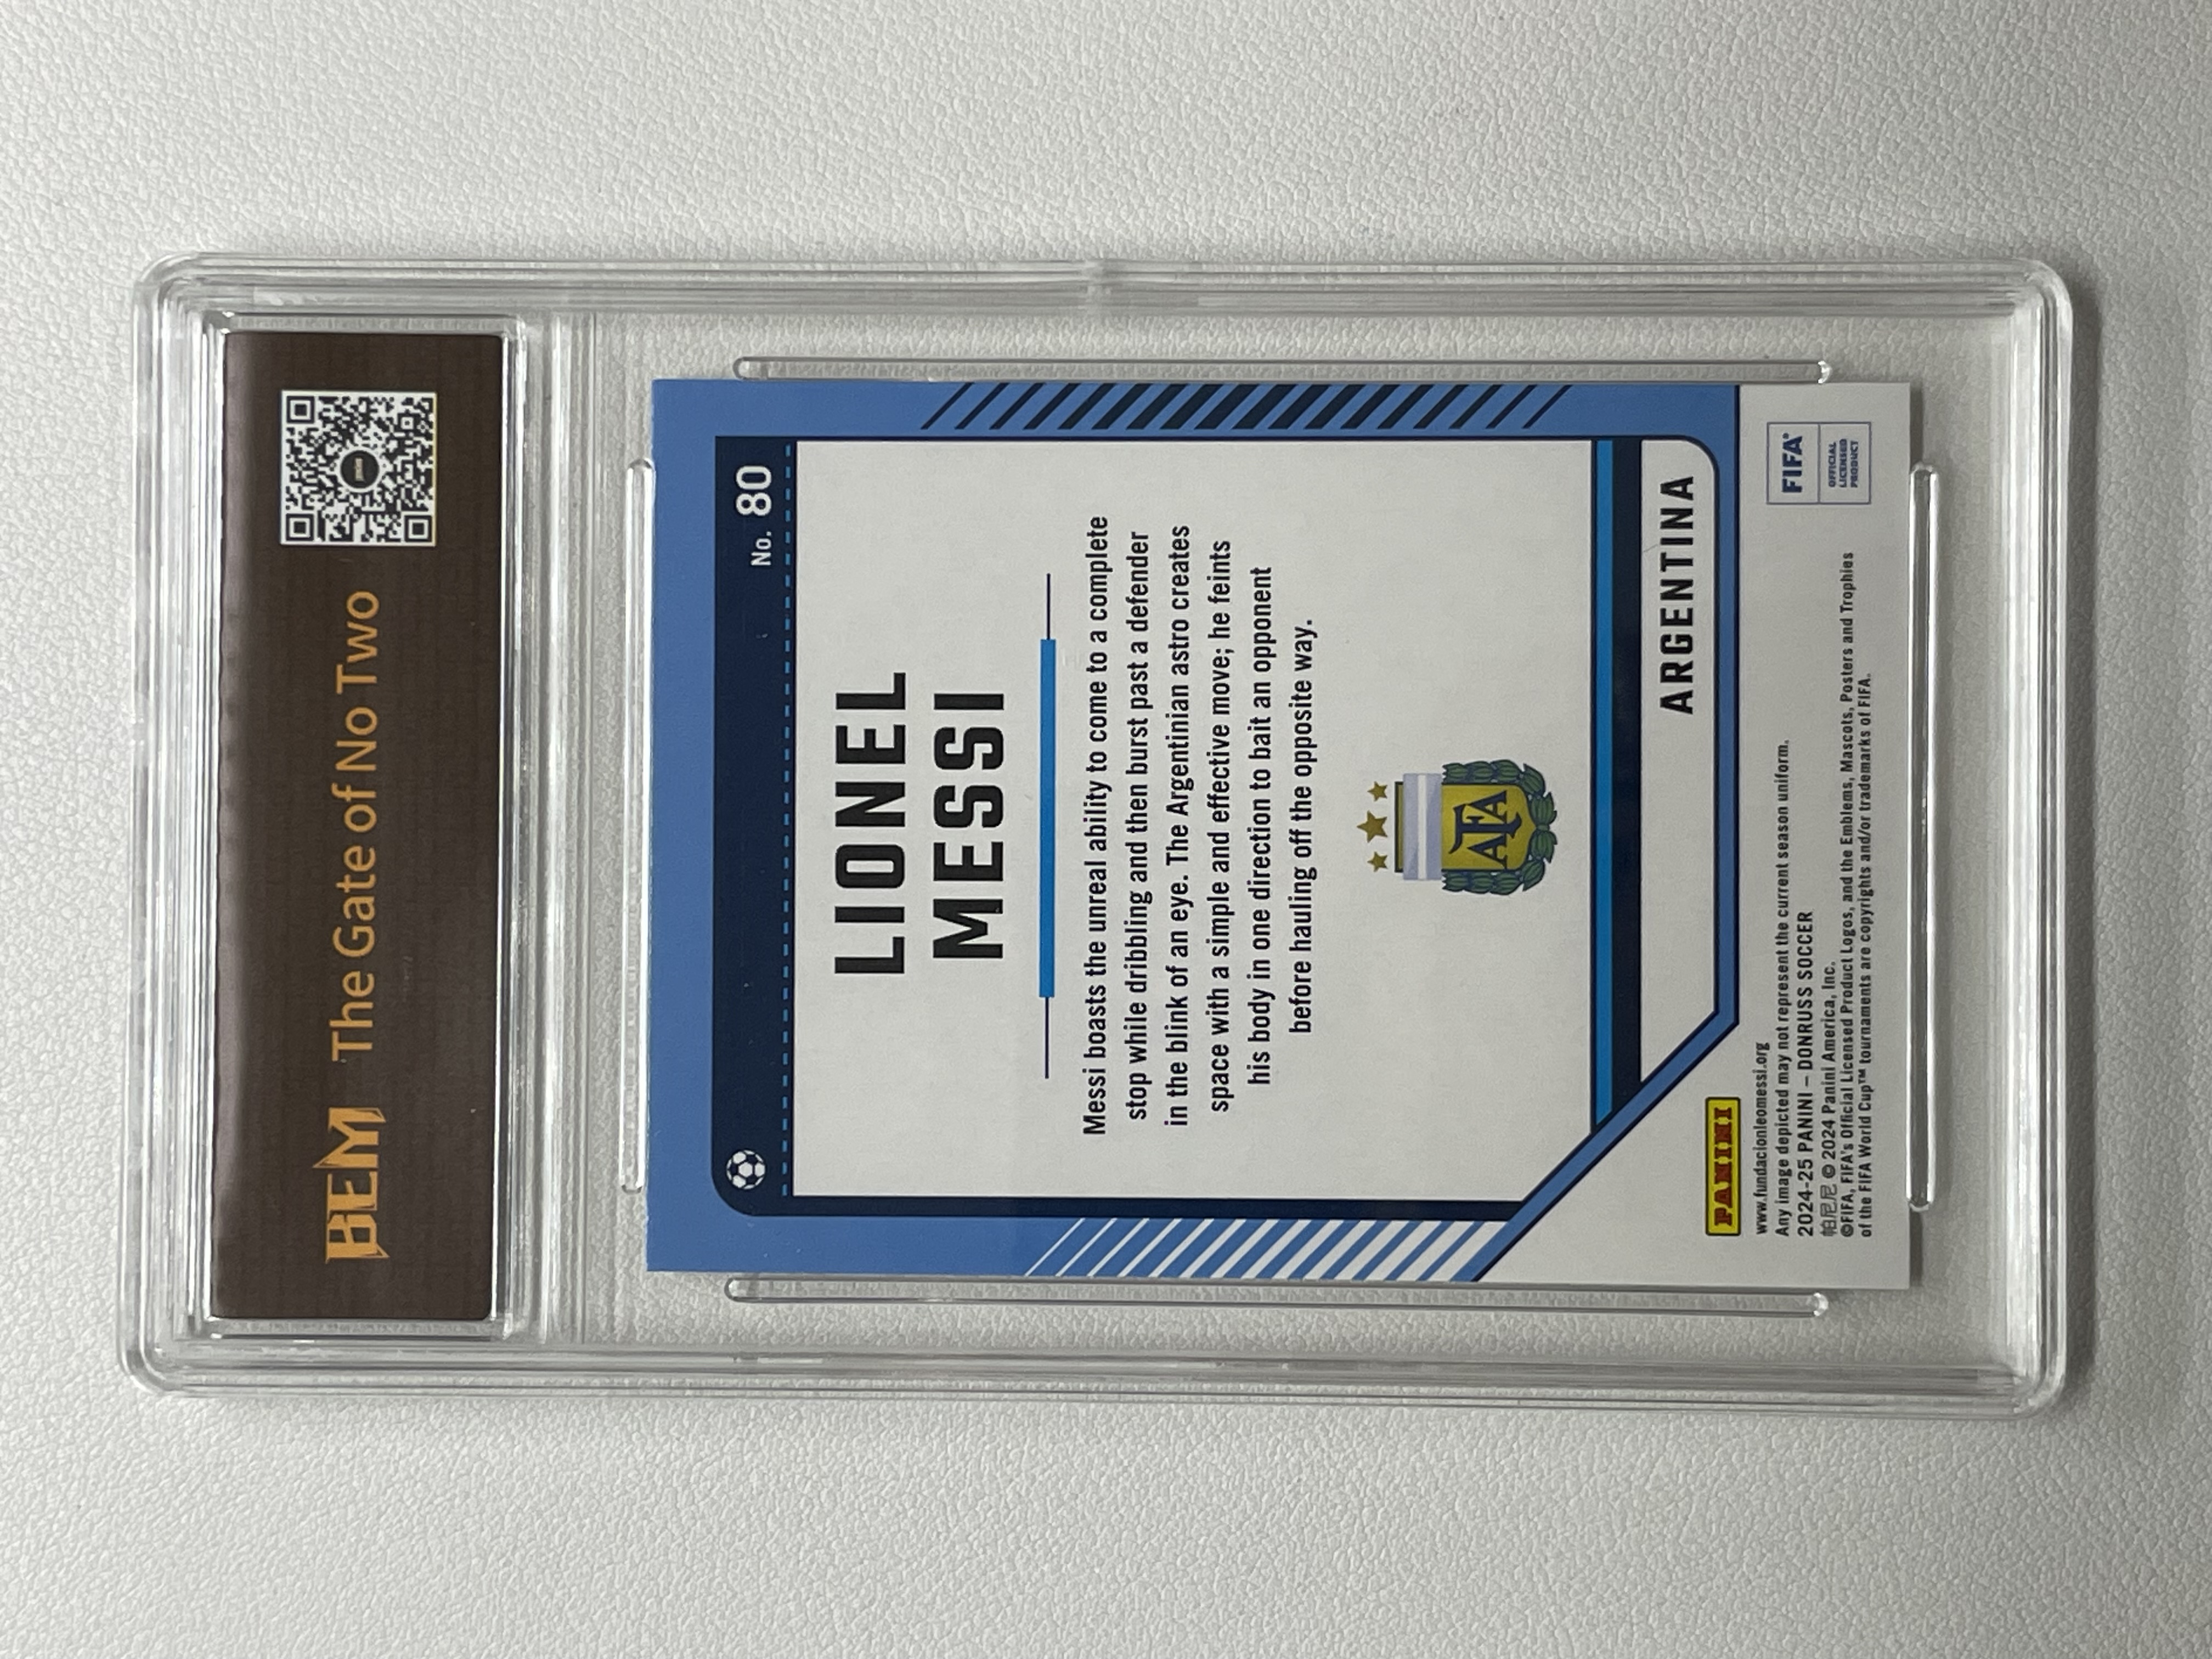 BEM The Gate of No Two
No. 80
LIONEL
MESSI
Messi boasts the unreal ability to come to a complete
stop while dribbling and then burst past a defender
in the blink of an eye. The Argentinian astro creates
space with a simple and effective move; he feints
his body in one direction to bait an opponent
before hauling off the opposite way.
AFA
ARGENTINA
PANINI
FIFA®
OFFICIAL
LICENSED
PRODUCT
www.fundacionleomessi.org
Any image depicted may not represent the current season uniform.
2024-25 PANINI – DONRUSS SOCCER
帕尼尼 © 2024 Panini America, Inc.
©FIFA, FIFA's Official Licensed Product Logos, and the Emblems, Mascots, Posters and Trophies
of the FIFA World Cup™ tournaments are copyrights and/or trademarks of FIFA.